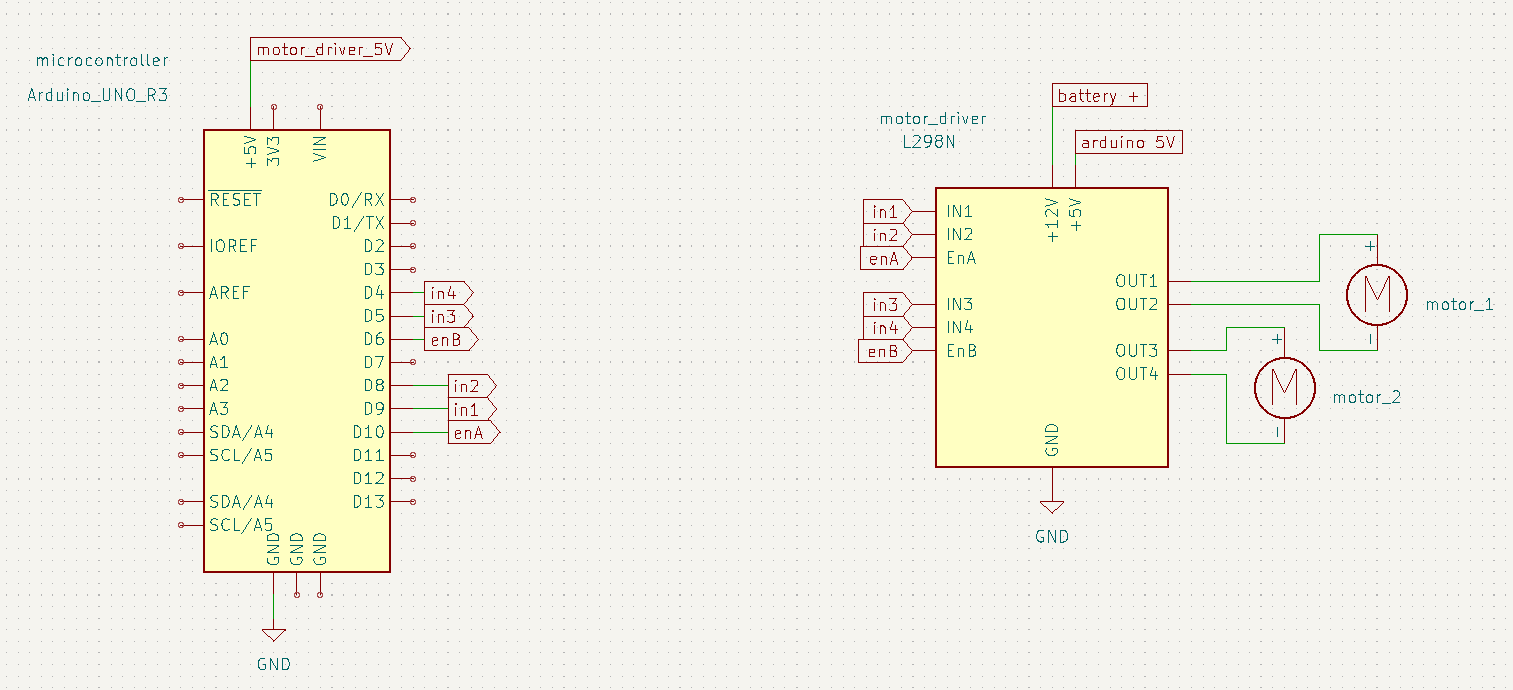 microcontroller
Arduino_UNO_R3
motor_driver_5V
+5V
3V3
VIN
RESET
IOREF
AREF
A0
A1
A2
A3
SDA/A4
SCL/A5
SDA/A4
SCL/A5
D0/RX
D1/TX
D2
D3
D4
D5
D6
D7
D8
D9
D10
D11
D12
D13
in4
in3
enB
in2
in1
enA
GND
GND
GND
GND
motor_driver
L298N
battery +
arduino 5V
+12V
+5V
in1
in2
enA
in3
in4
enB
IN1
IN2
EnA
IN3
IN4
EnB
OUT1
OUT2
OUT3
OUT4
GND
GND
+
M
-
motor_1
+
M
-
motor_2